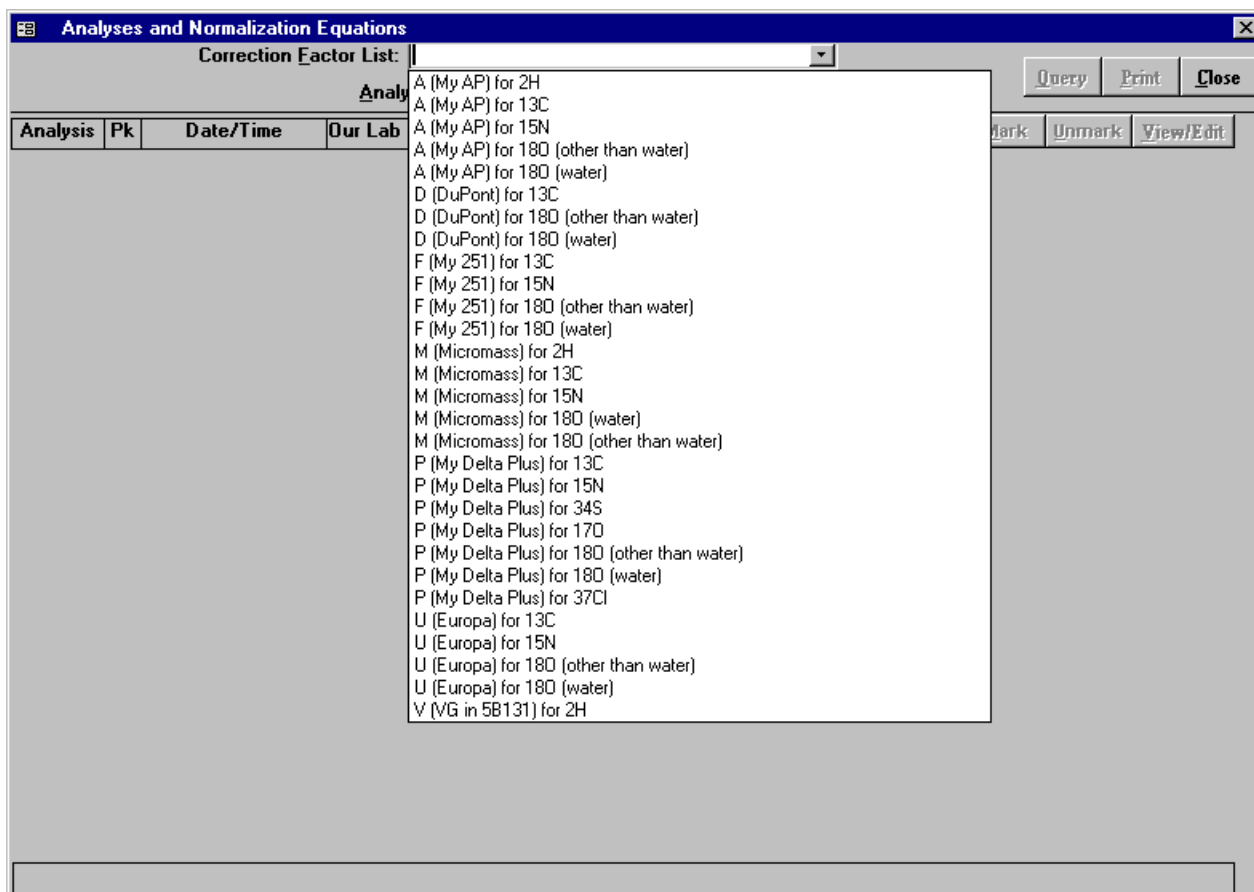 Analyses and Normalization Equations
Correction Factor List:
Analy
Query Print Close
Analysis Pk Date/Time Our Lab
Mark Unmark View/Edit
A (My AP) for 2H
A (My AP) for 13C
A (My AP) for 15N
A (My AP) for 18O (other than water)
A (My AP) for 18O (water)
D (DuPont) for 13C
D (DuPont) for 18O (other than water)
D (DuPont) for 18O (water)
F (My 251) for 13C
F (My 251) for 15N
F (My 251) for 18O (other than water)
F (My 251) for 18O (water)
M (Micromass) for 2H
M (Micromass) for 13C
M (Micromass) for 15N
M (Micromass) for 18O (water)
M (Micromass) for 18O (other than water)
P (My Delta Plus) for 13C
P (My Delta Plus) for 15N
P (My Delta Plus) for 34S
P (My Delta Plus) for 17O
P (My Delta Plus) for 18O (other than water)
P (My Delta Plus) for 18O (water)
P (My Delta Plus) for 37Cl
U (Europa) for 13C
U (Europa) for 15N
U (Europa) for 18O (other than water)
U (Europa) for 18O (water)
V (VG in 5B131) for 2H